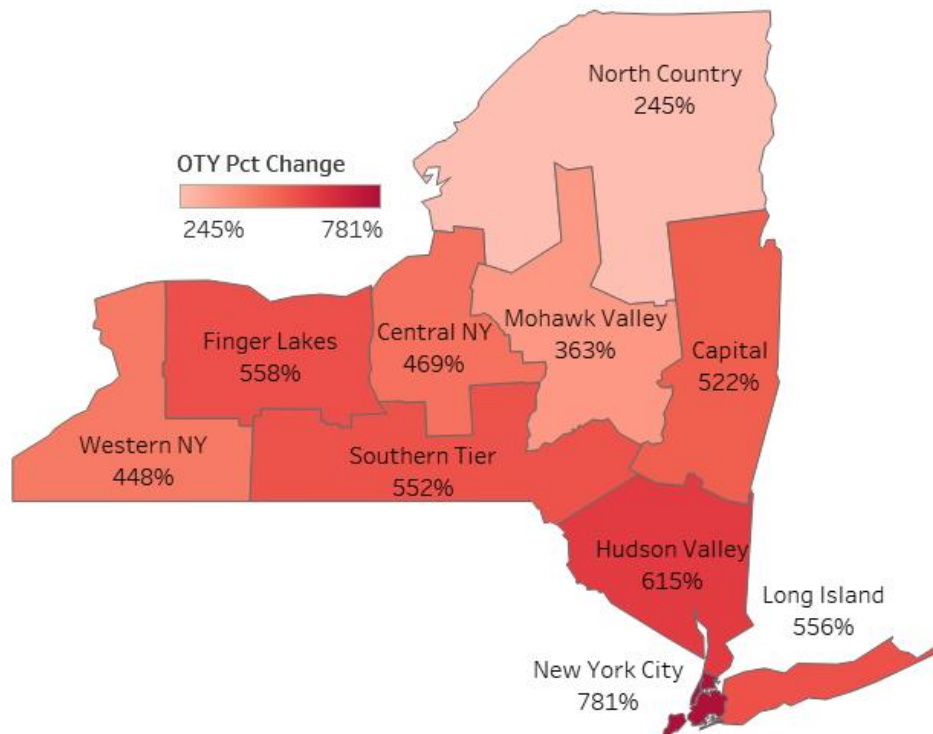 North Country
245%
OTY Pct Change
245% 781%
Finger Lakes
558%
Central NY
469%
Mohawk Valley
363%
Capital
522%
Western NY
448%
Southern Tier
552%
Hudson Valley
615%
Long Island
556%
New York City
781%